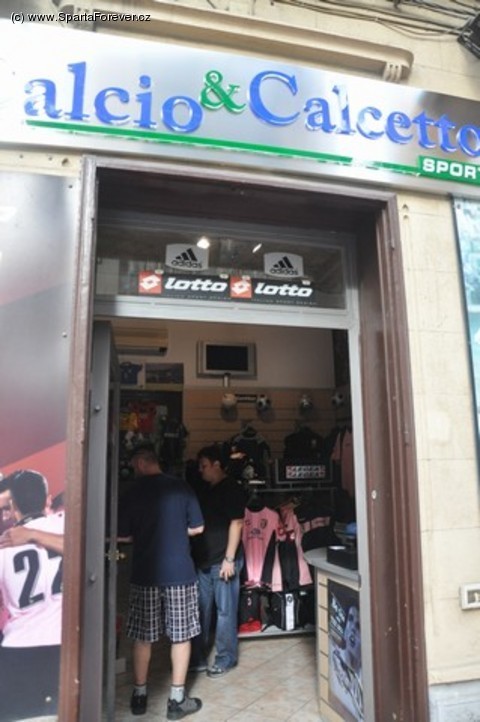 (c) www.SpartaForever.cz
alcio & Calcetto
SPORT
adidas adidas
lotto lotto
22